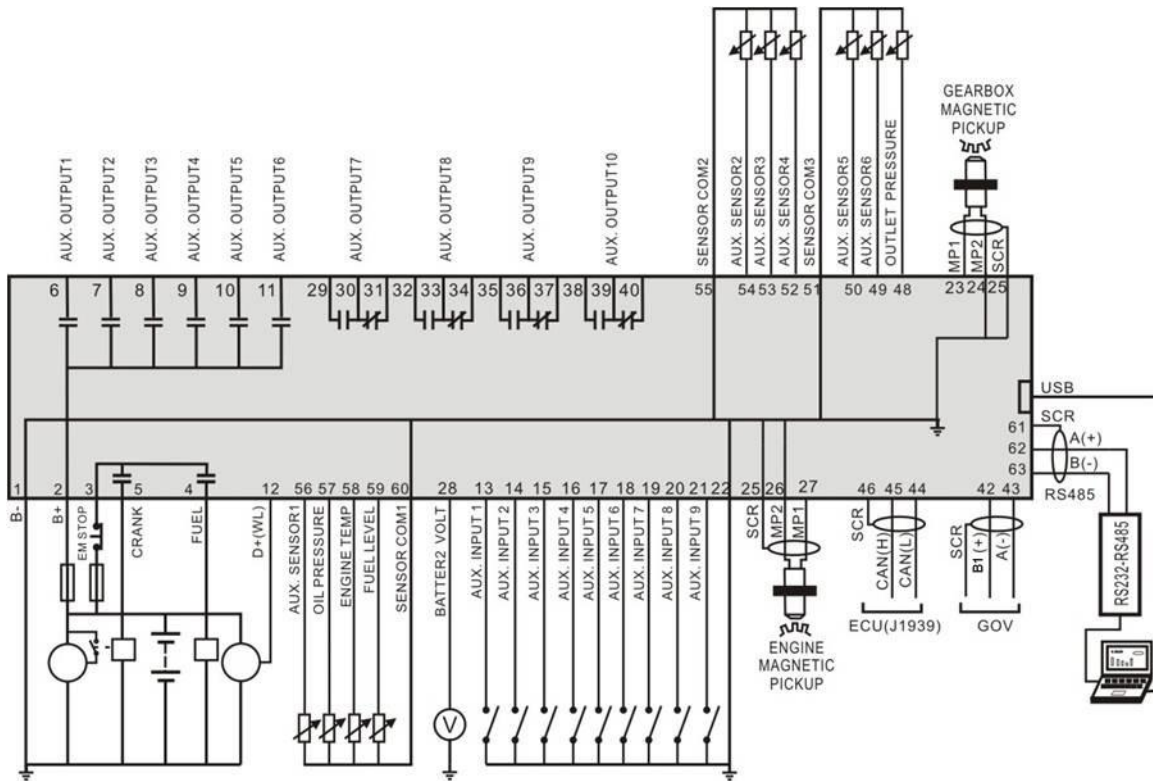 GEARBOX
MAGNETIC
PICKUP
AUX. OUTPUT1
AUX. OUTPUT2
AUX. OUTPUT3
AUX. OUTPUT4
AUX. OUTPUT5
AUX. OUTPUT6
AUX. OUTPUT7
AUX. OUTPUT8
AUX. OUTPUT9
AUX. OUTPUT10
SENSOR COM2
AUX. SENSOR2
AUX. SENSOR3
AUX. SENSOR4
SENSOR COM3
AUX. SENSOR5
AUX. SENSOR6
OUTLET PRESSURE
MP1
MP2
SCR
6 7 8 9 10 11 29 30 31 32 33 34 35 36 37 38 39 40 55 54 53 52 51 50 49 48 23 24 25
USB
SCR
61
A(+)
62
B(-)
63
RS485
1 2 3 5 4 12 56 57 58 59 60 28 13 14 15 16 17 18 19 20 21 22 25 26 27 46 45 44 42 43
B-
B+
EM STOP
CRANK
FUEL
D+(WL)
AUX. SENSOR1
OIL PRESSURE
ENGINE TEMP
FUEL LEVEL
SENSOR COM1
BATTER2 VOLT
AUX. INPUT 1
AUX. INPUT 2
AUX. INPUT 3
AUX. INPUT 4
AUX. INPUT 5
AUX. INPUT 6
AUX. INPUT 7
AUX. INPUT 8
AUX. INPUT 9
SCR
MP2
MP1
SCR
CAN(H)
CAN(L)
SCR
B1 (+)
A(-)
RS232-RS485
ECU(J1939)
GOV
ENGINE
MAGNETIC
PICKUP
V